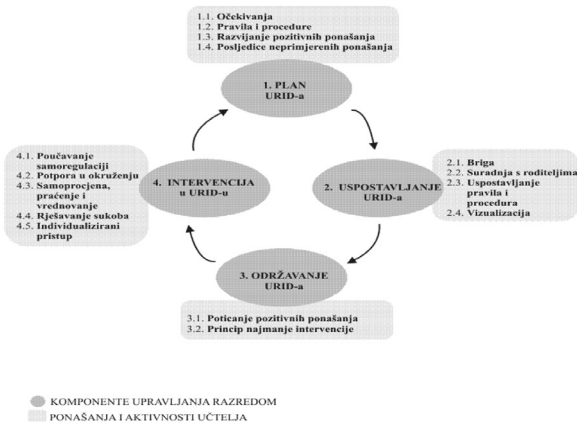 1.1. Očekivanja
1.2. Pravila i procedure
1.3. Razvijanje pozitivnih ponašanja
1.4. Posljedice neprimjerenih ponašanja
1. PLAN
URID-a
2.1. Briga
2.2. Suradnja s roditeljima
2.3. Uspostavljanje
pravila i
procedura
2.4. Vizualizacija
2. USPOSTAVLJANJE
URID-a
3. ODRŽAVANJE
URID-a
3.1. Poticanje pozitivnih ponašanja
3.2. Princip najmanje intervencije
4.1. Poučavanje
samoregulaciji
4.2. Potpora u okruženju
4.3. Samoprocjena,
praćenje i
vrednovanje
4.4. Rješavanje sukoba
4.5. Individualizirani
pristup
4. INTERVENCIJA
u URID-u
KOMPONENTE UPRAVLJANJA RAZREDOM
PONAŠANJA I AKTIVNOSTI UČTELJA